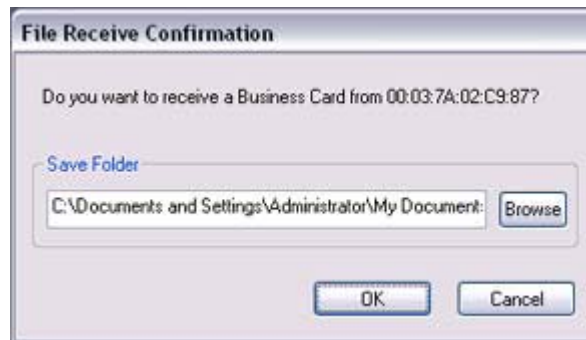 File Receive Confirmation
Do you want to receive a Business Card from 00:03:7A:02:C9:87?
Save Folder
C:\Documents and Settings\Administrator\My Document: Browse
OK Cancel